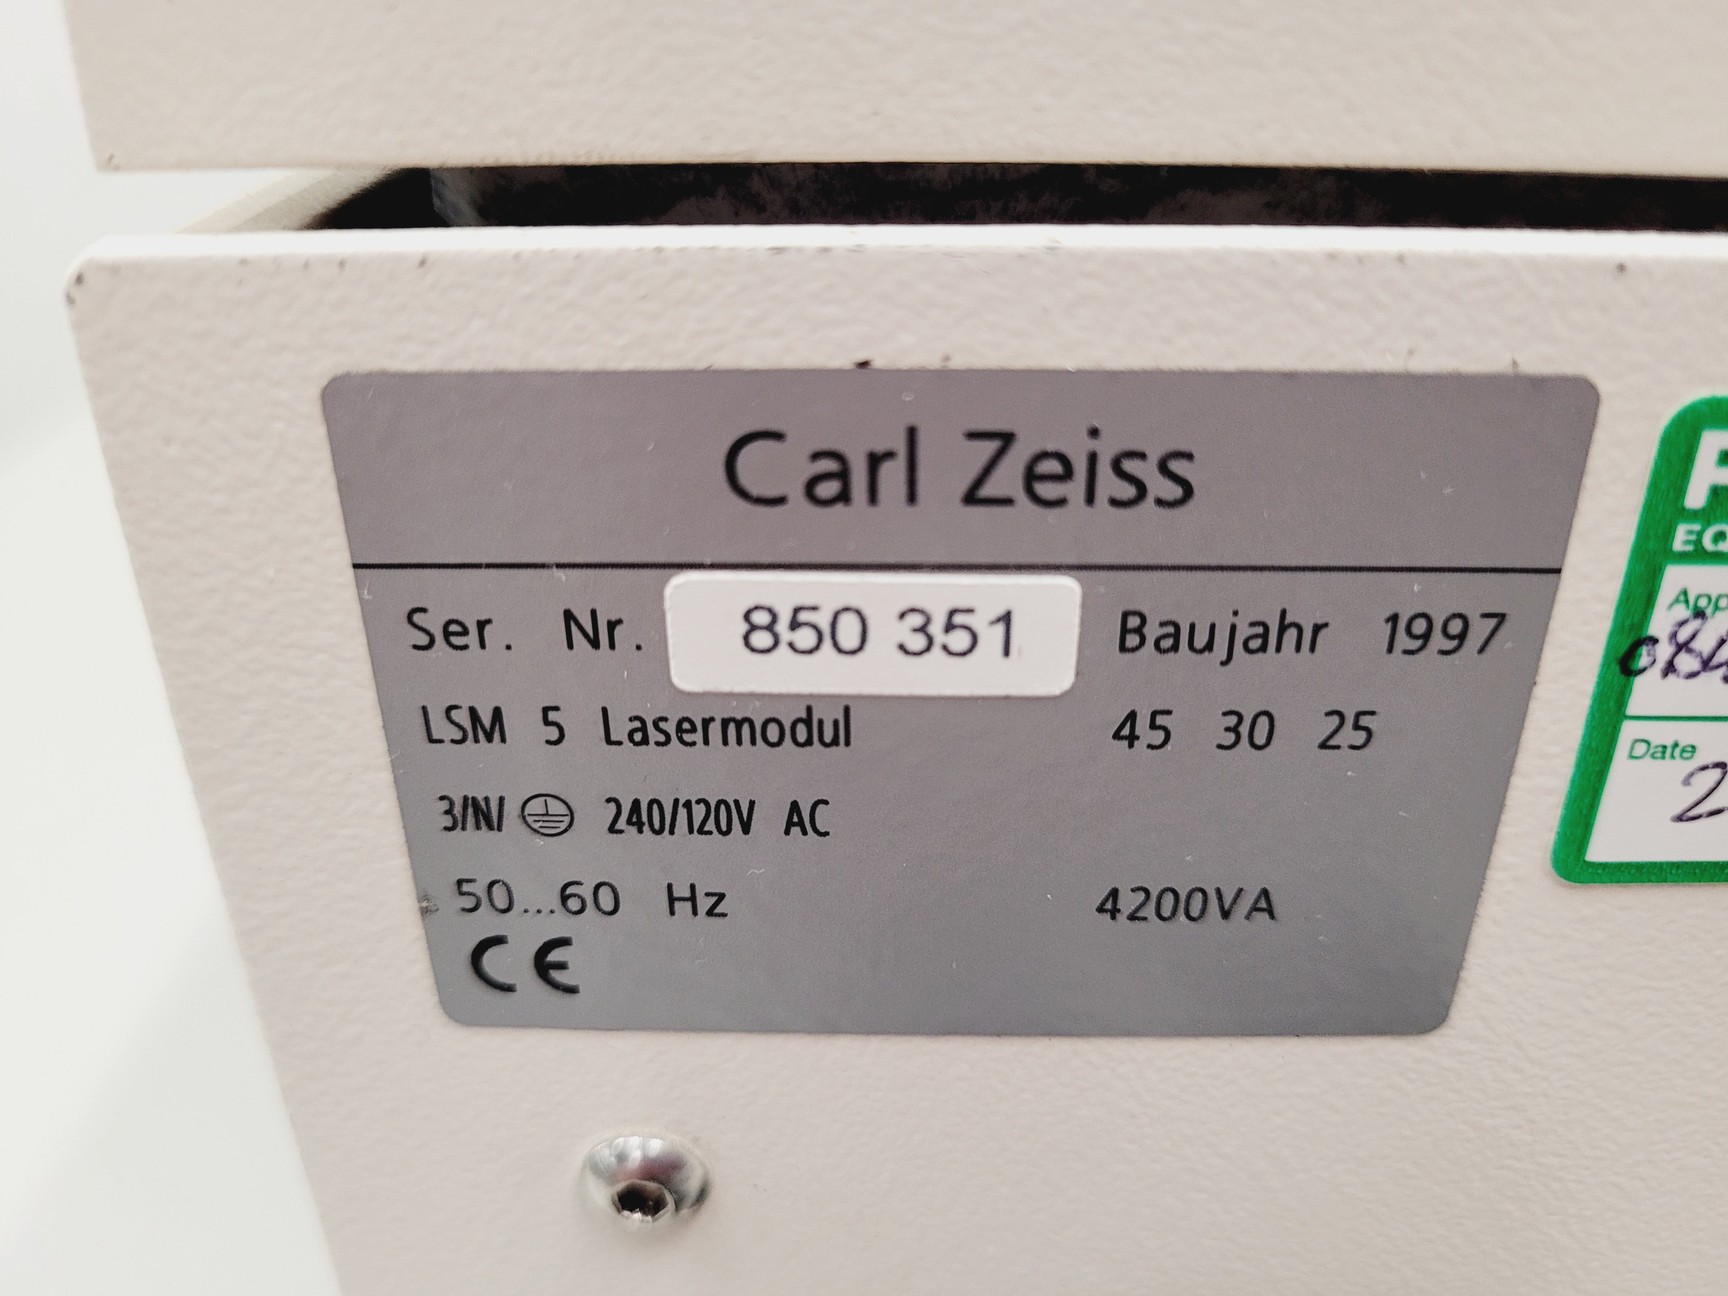 Carl Zeiss
Ser. Nr. 850 351 Baujahr 1997
LSM 5 Lasermodul 45 30 25
3/N/⏚ 240/120V AC
50...60 Hz 4200VA
CE
Date